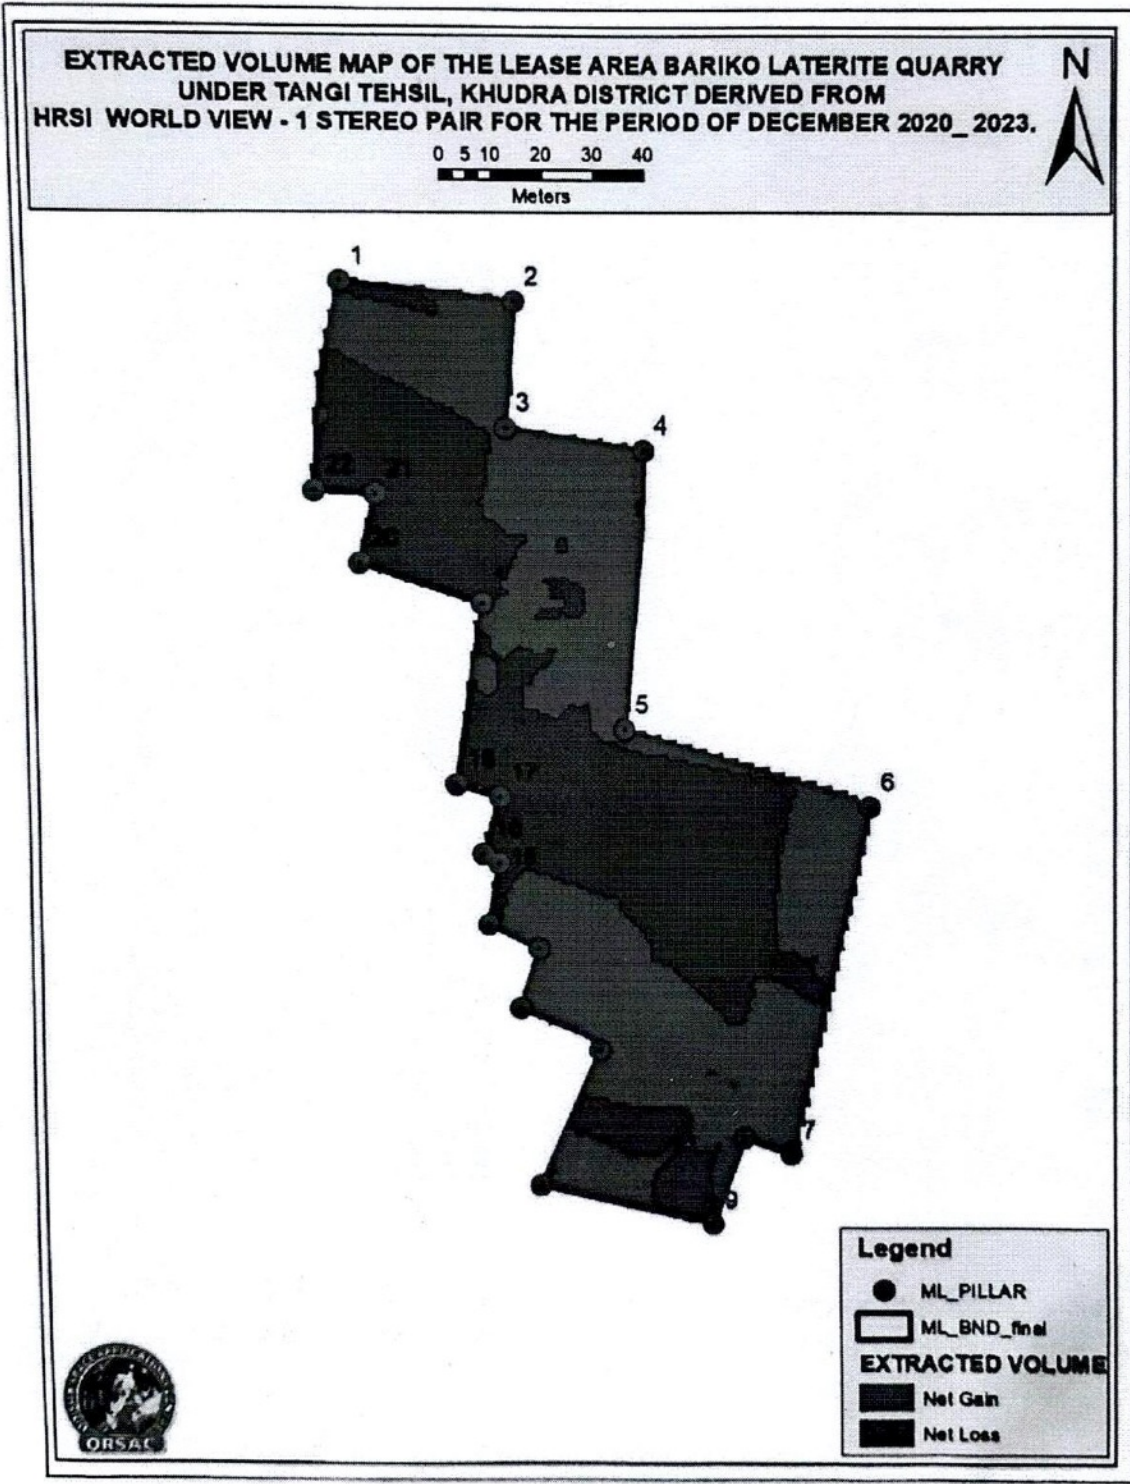 EXTRACTED VOLUME MAP OF THE LEASE AREA BARIKO LATERITE QUARRY
UNDER TANGI TEHSIL, KHUDRA DISTRICT DERIVED FROM
HRSI WORLD VIEW - 1 STEREO PAIR FOR THE PERIOD OF DECEMBER 2020_ 2023.
N
0 5 10 20 30 40
Meters
1
2
3
4
22 21
20
8
5
18 17
6
16
15
7
9
Legend
ML_PILLAR
ML_BND_final
EXTRACTED VOLUME
Net Gain
Net Loss
ORSAC